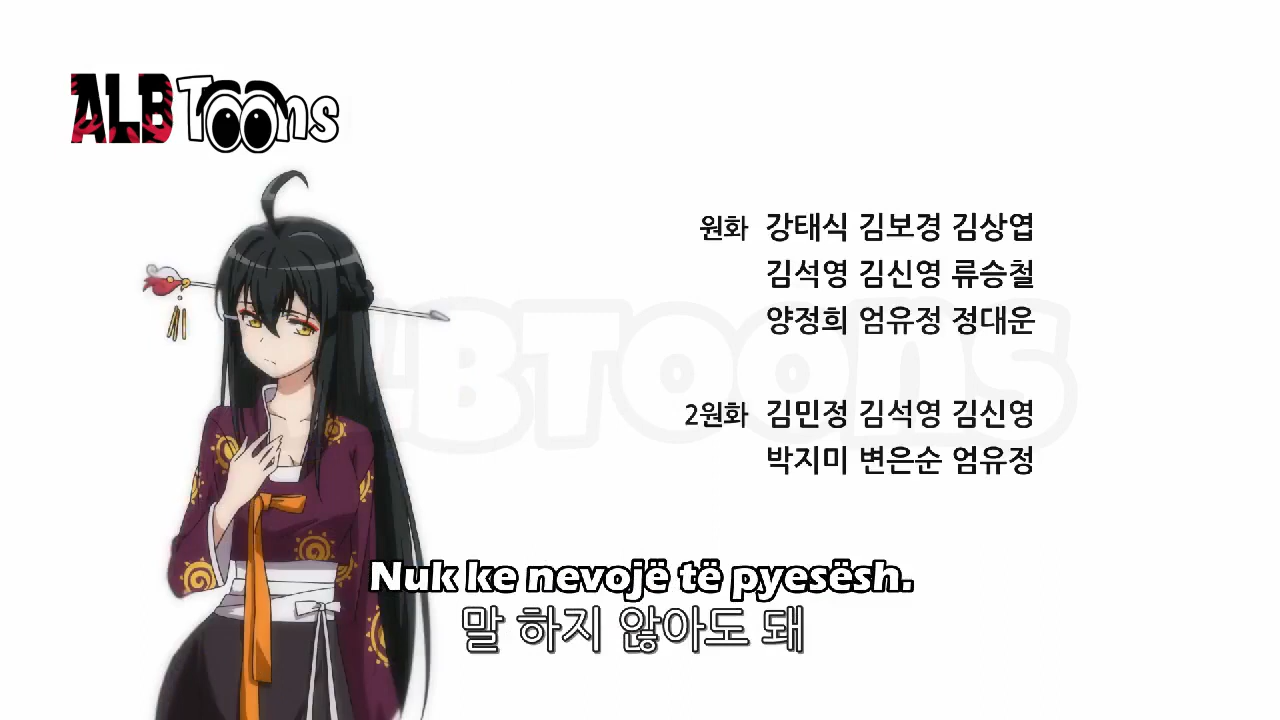 ALBToons
원화 강태식 김보경 김상엽
김석영 김신영 류승철
양정희 엄유정 정대운
ALBToons
2원화 김민정 김석영 김신영
박지미 변은순 엄유정
Nuk ke nevojë të pyesësh.
말 하지 않아도 돼